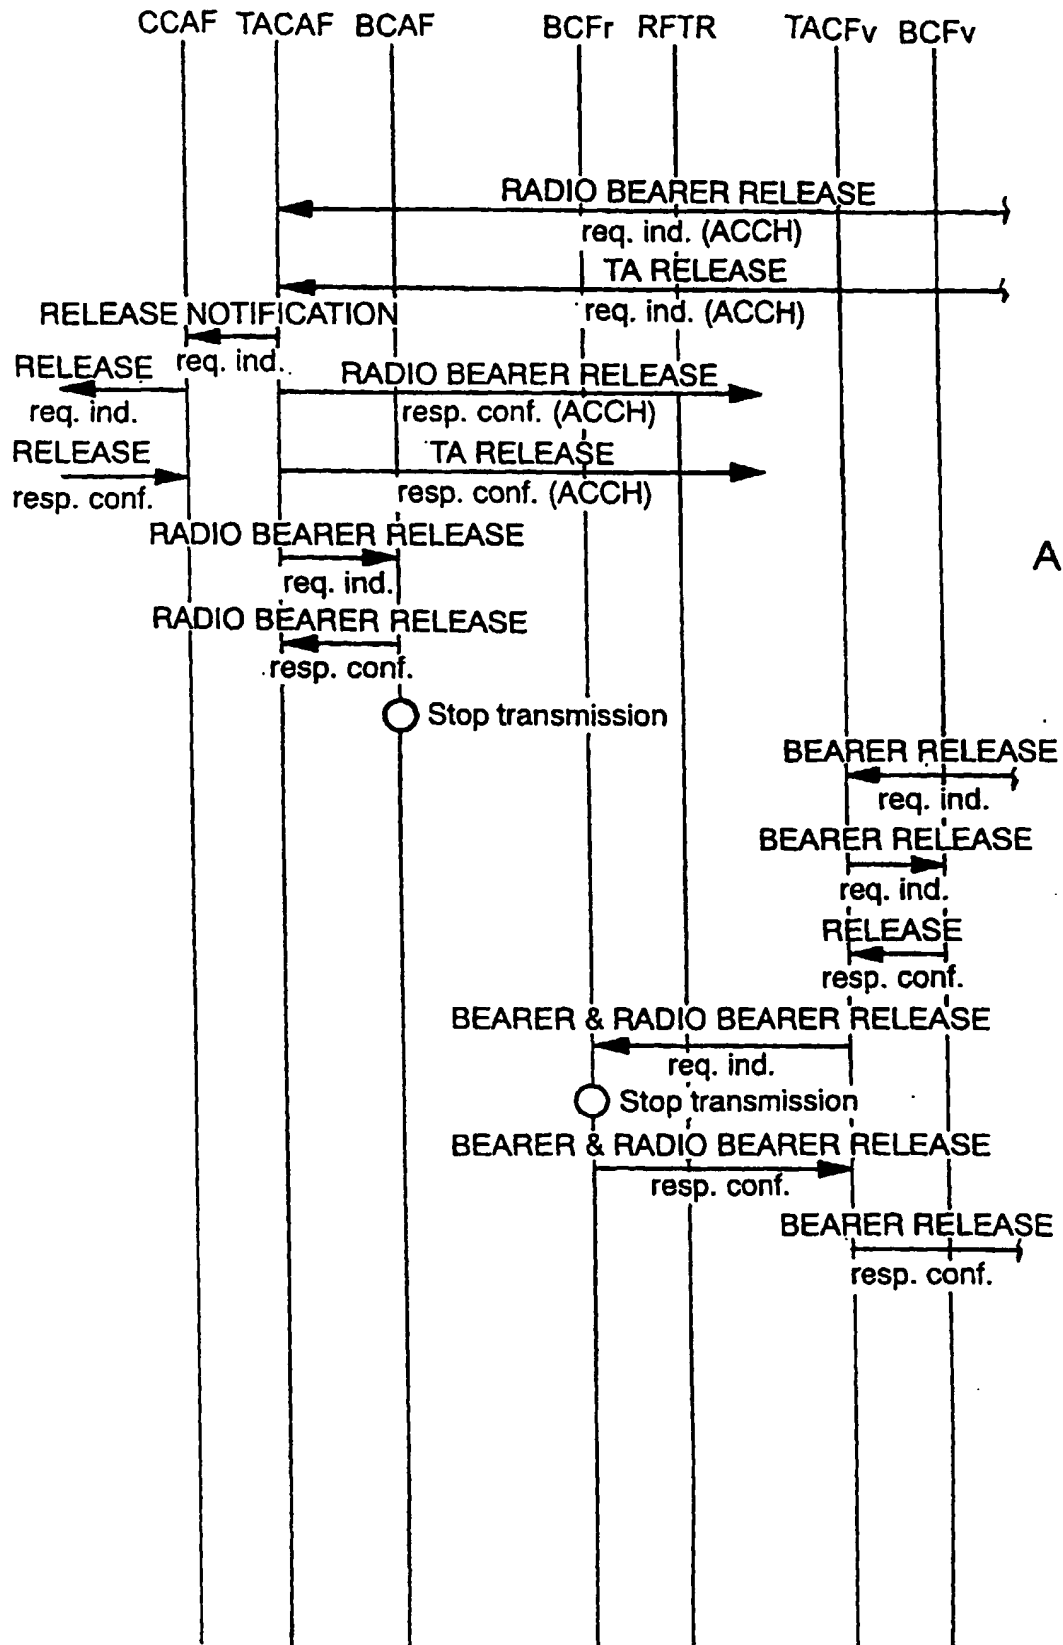 CCAF TACAF BCAF BCFr RFTR TACFv BCFv
RADIO BEARER RELEASE
req. ind. (ACCH)
TA RELEASE
req. ind. (ACCH)
RELEASE NOTIFICATION
req. ind.
RELEASE
req. ind.
RADIO BEARER RELEASE
resp. conf. (ACCH)
RELEASE
resp. conf.
TA RELEASE
resp. conf. (ACCH)
RADIO BEARER RELEASE
req. ind.
A
RADIO BEARER RELEASE
resp. conf.
Stop transmission
BEARER RELEASE
req. ind.
BEARER RELEASE
req. ind.
RELEASE
resp. conf.
BEARER & RADIO BEARER RELEASE
req. ind.
Stop transmission
BEARER & RADIO BEARER RELEASE
resp. conf.
BEARER RELEASE
resp. conf.